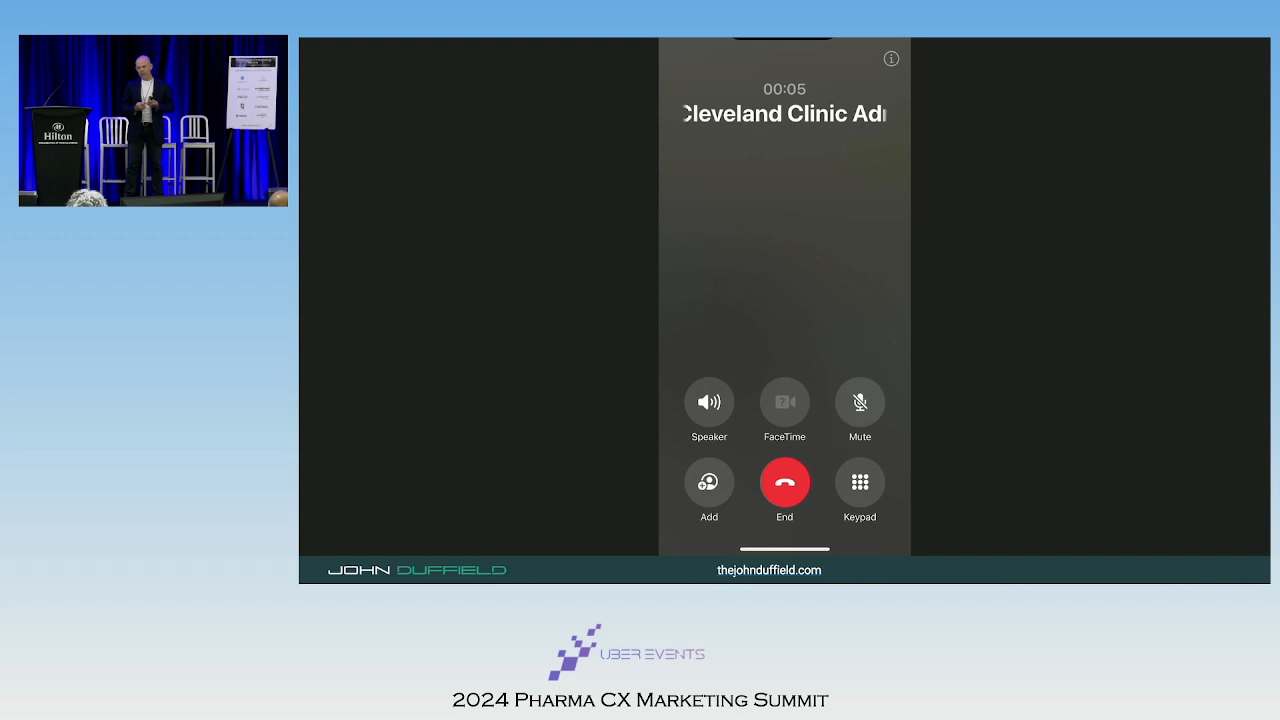 Hilton
00:05
Cleveland Clinic Ad
Speaker
FaceTime
Mute
Add
End
Keypad
JOHN DUFFIELD
thejohnduffield.com
UBER EVENTS
2024 Pharma CX Marketing Summit